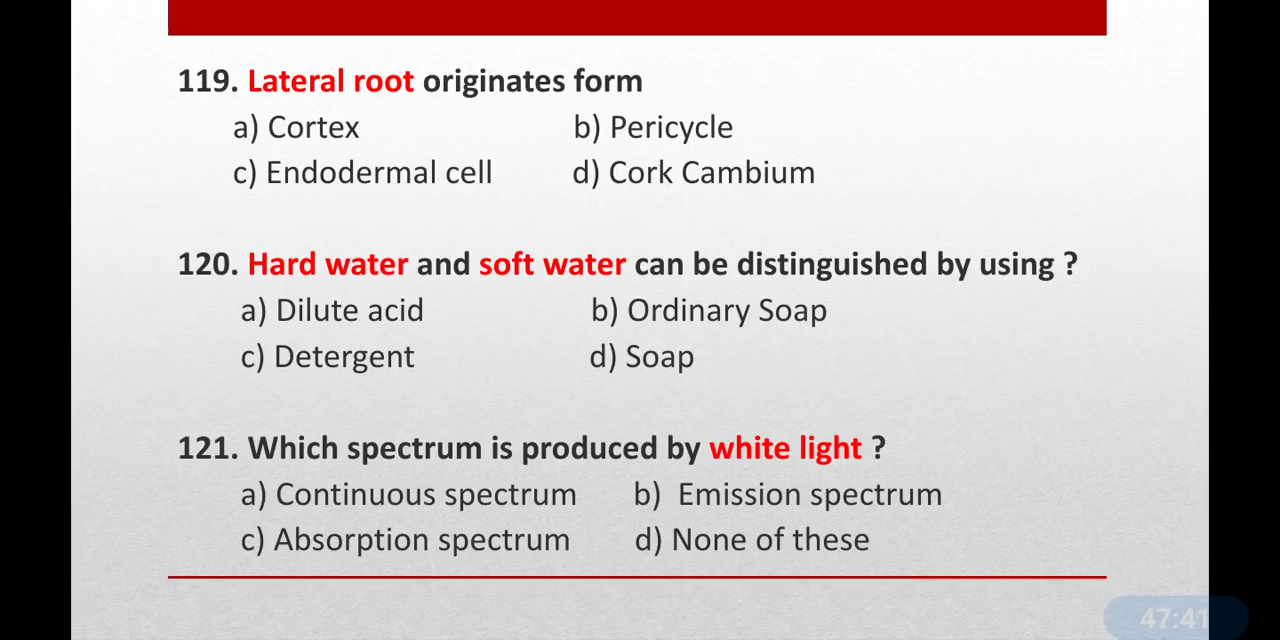 119. Lateral root originates form
a) Cortex b) Pericycle
c) Endodermal cell d) Cork Cambium
120. Hard water and soft water can be distinguished by using ?
a) Dilute acid b) Ordinary Soap
c) Detergent d) Soap
121. Which spectrum is produced by white light ?
a) Continuous spectrum b) Emission spectrum
c) Absorption spectrum d) None of these
47:41